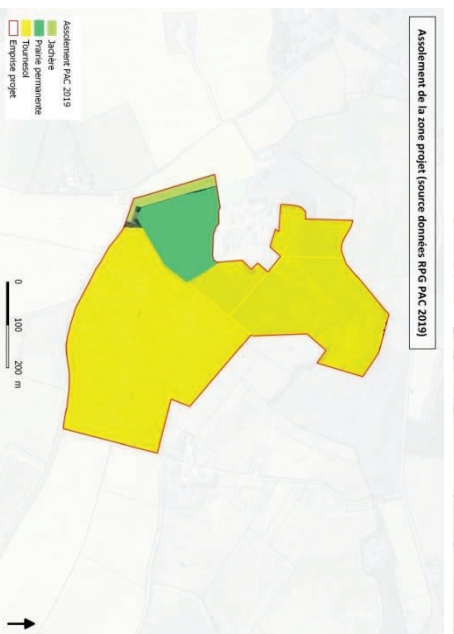 Assolement de la zone projet (source données RPG PAC 2019)
Assolement PAC 2019
Jachère
Prairie permanente
Tournesol
Emprise projet
0 100 200 m